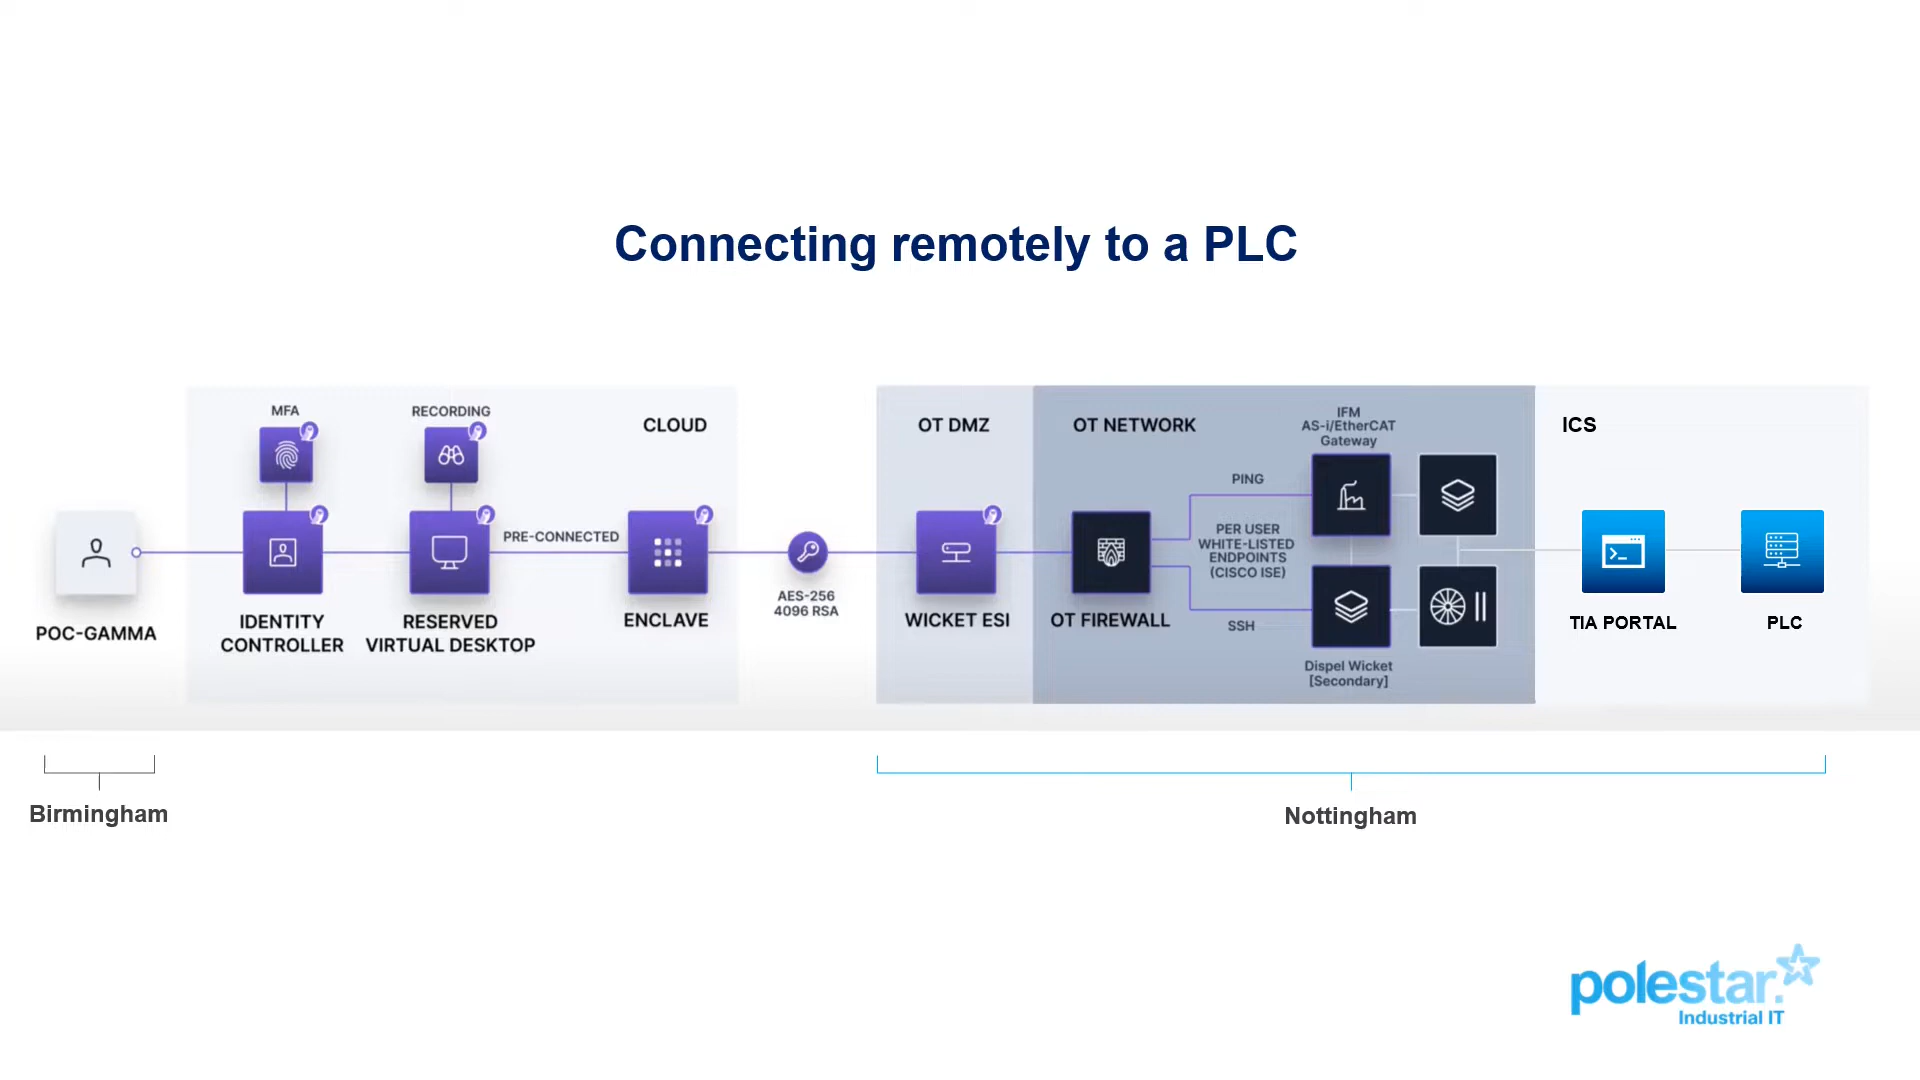 Connecting remotely to a PLC
MFA
RECORDING
CLOUD
PRE-CONNECTED
POC-GAMMA
IDENTITY
CONTROLLER
RESERVED
VIRTUAL DESKTOP
ENCLAVE
AES-256
4096 RSA
OT DMZ
WICKET ESI
OT NETWORK
OT FIREWALL
PING
PER USER
WHITE-LISTED
ENDPOINTS
(CISCO ISE)
SSH
IFM
AS-i/EtherCAT
Gateway
Dispel Wicket
[Secondary]
ICS
TIA PORTAL
PLC
Birmingham
Nottingham
polestar.
Industrial IT